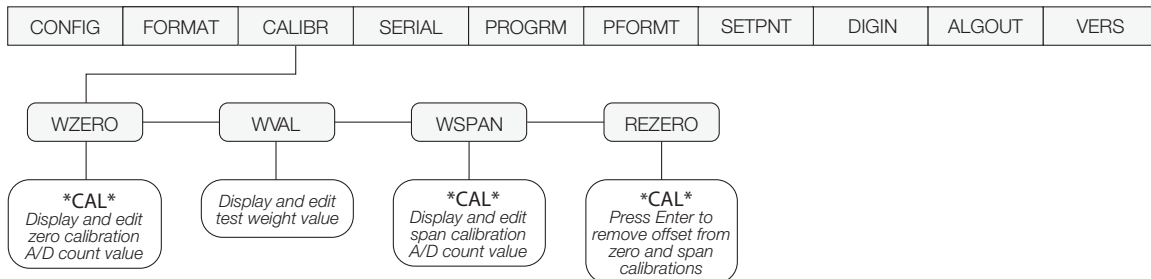 CONFIG FORMAT CALIBR SERIAL PROGRM PFORMT SETPNT DIGIN ALGOUT VERS
WZERO WVAL WSPAN REZERO
*CAL*
Display and edit
zero calibration
A/D count value
Display and edit
test weight value
*CAL*
Display and edit
span calibration
A/D count value
*CAL*
Press Enter to
remove offset from
zero and span
calibrations